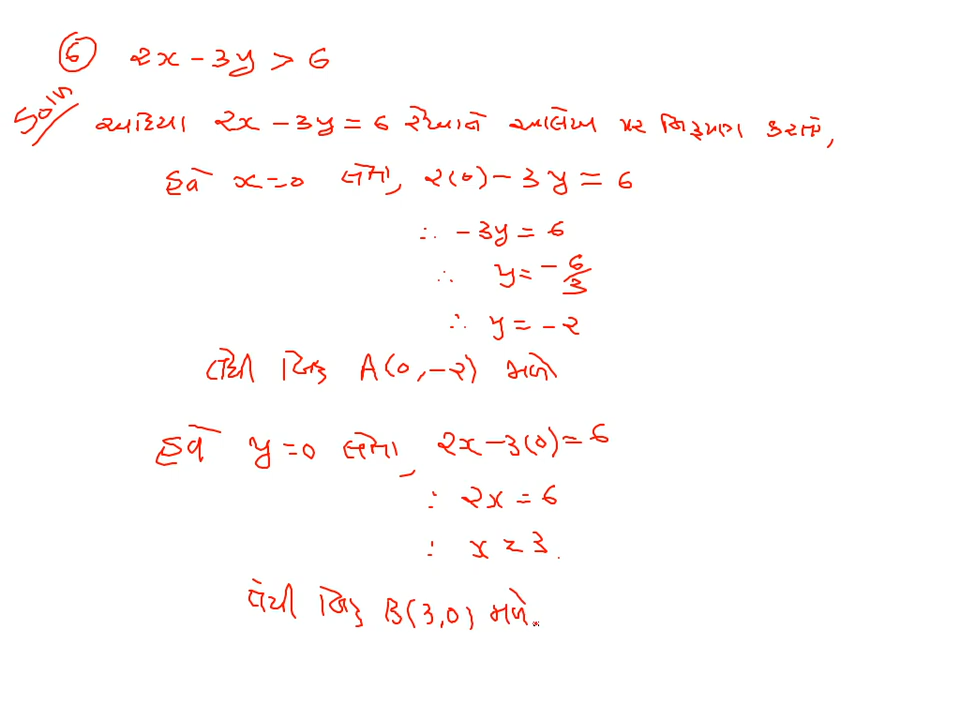 6 2x - 3y > 6
Soln અહિયા 2x - 3y = 6 રેખાને આલેખ પર નિરૂપણ કરતાં,
હવે x = 0 લેતા, 2(0) - 3y = 6
∴ -3y = 6
∴ y = -6/3
∴ y = -2
તેથી બિંદુ A(0, -2) મળે
હવે y = 0 લેતા, 2x - 3(0) = 6
∴ 2x = 6
∴ x = 3
તેથી બિંદુ B(3,0) મળે.